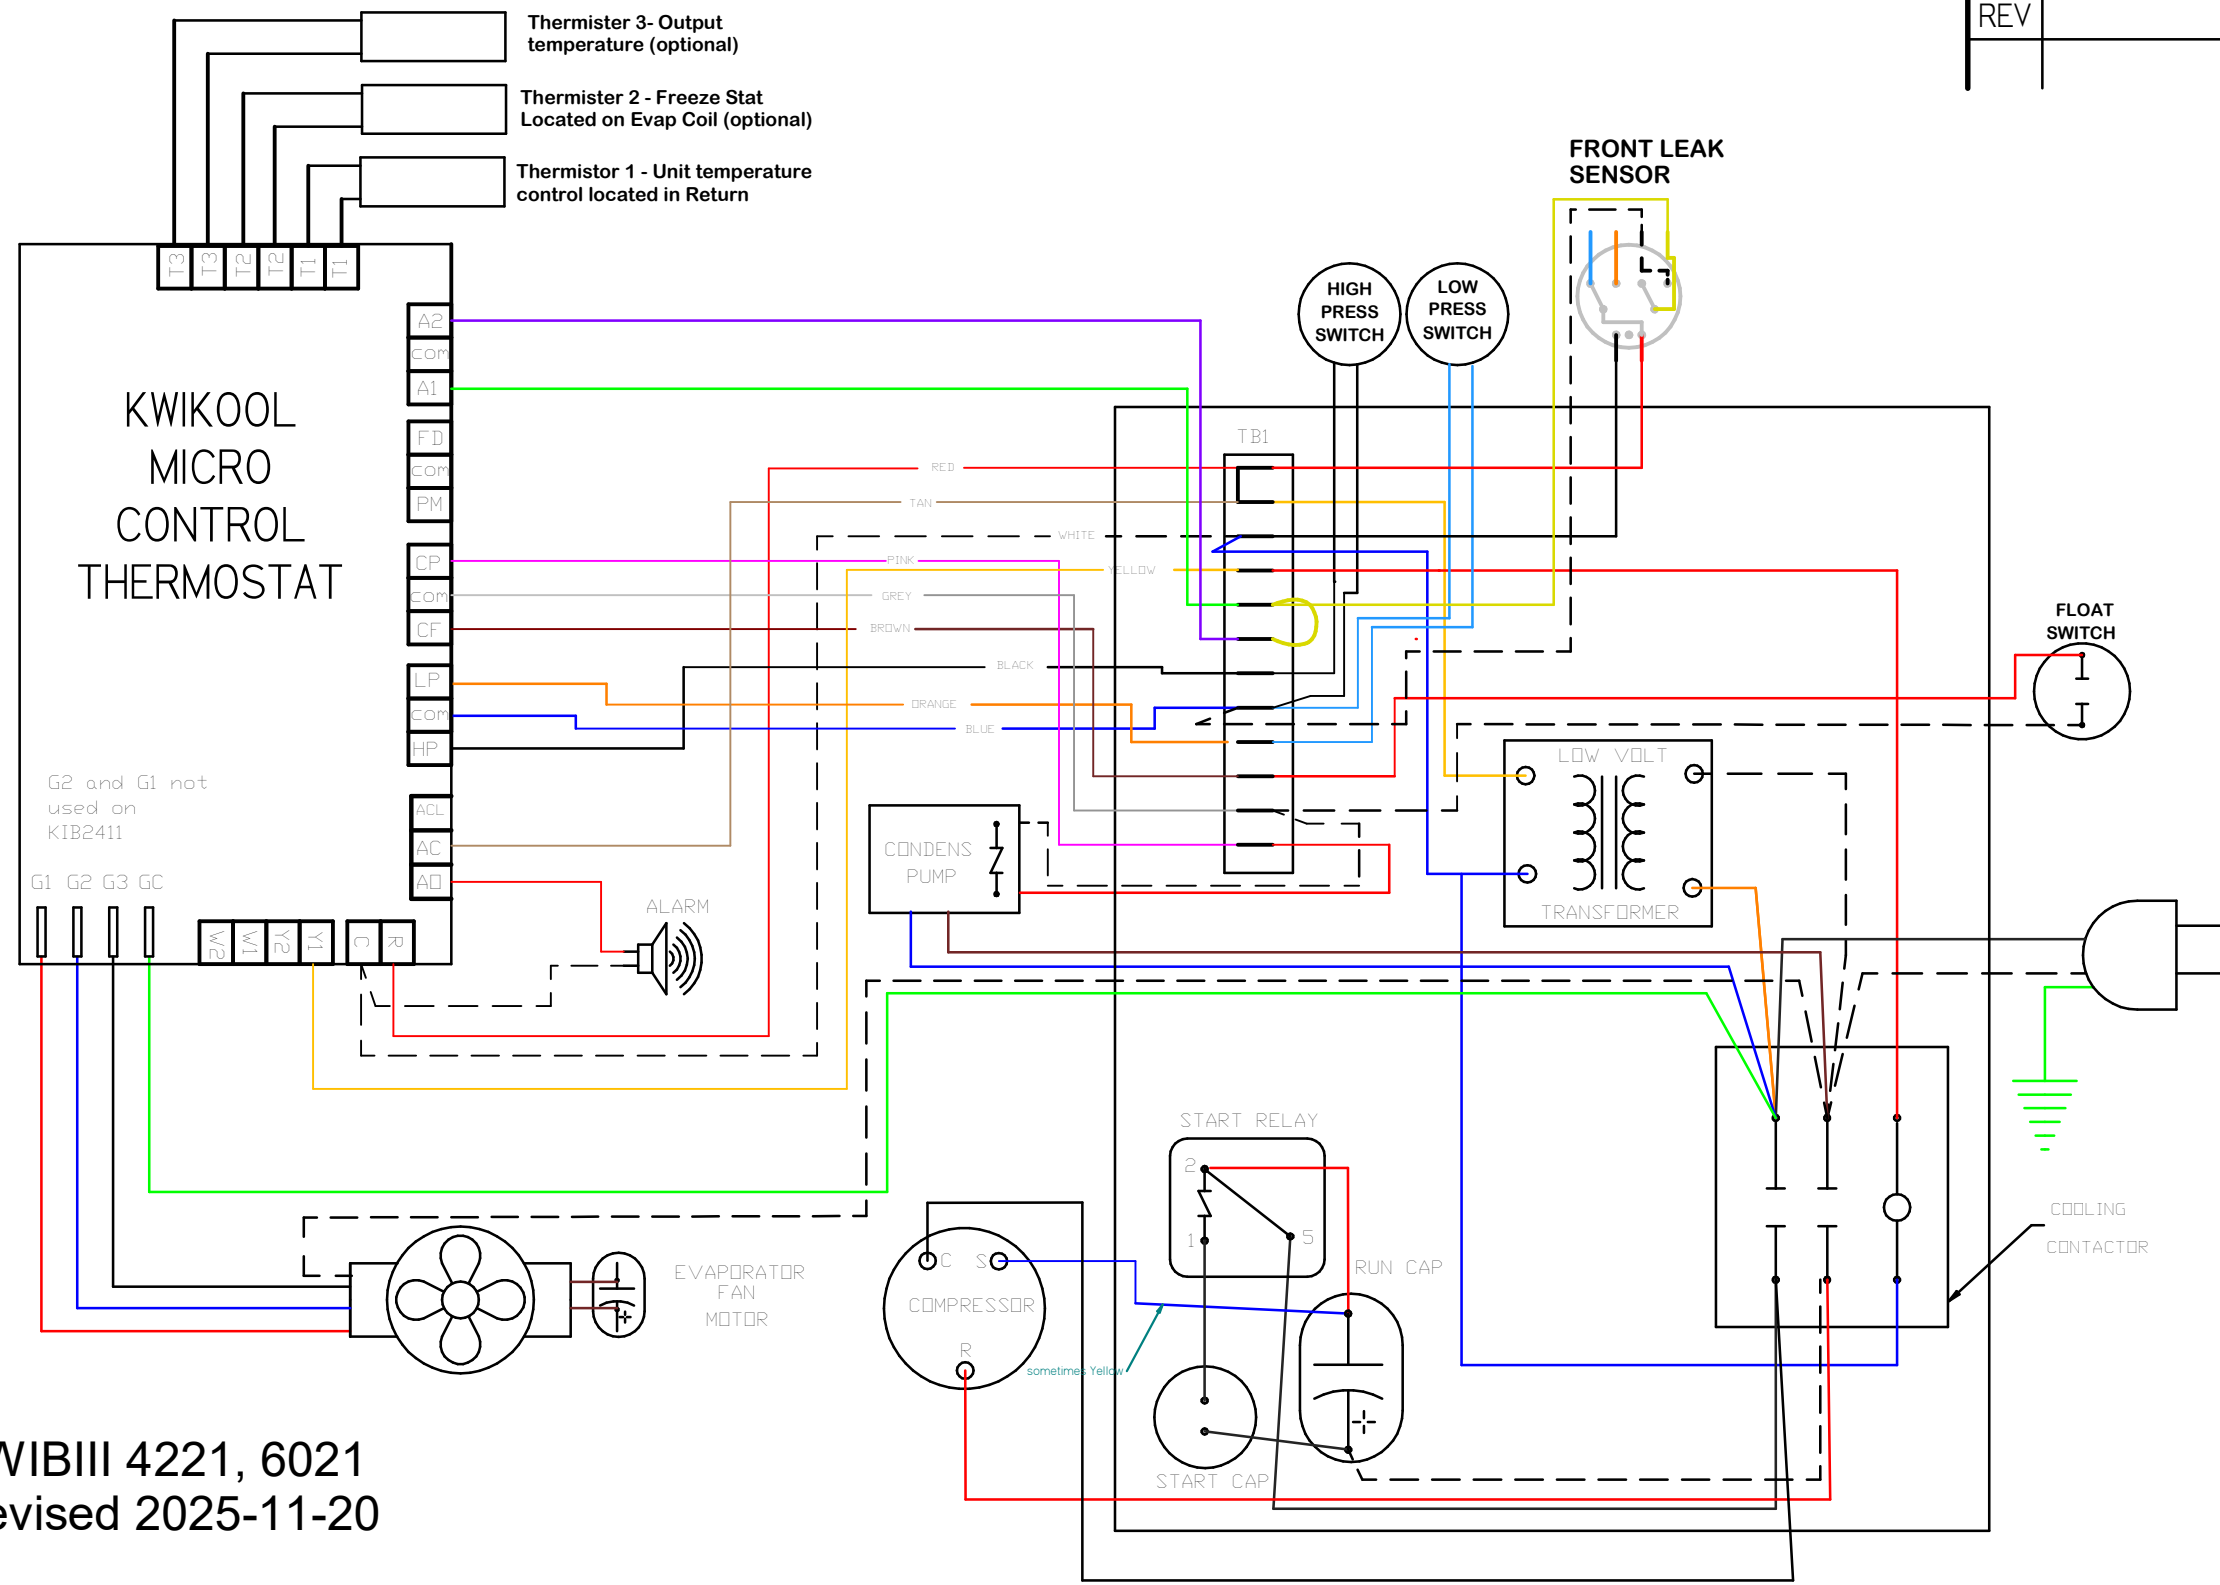 REV
Thermister 3- Output
temperature (optional)
Thermister 2 - Freeze Stat
Located on Evap Coil (optional)
Thermistor 1 - Unit temperature
control located in Return
FRONT LEAK
SENSOR
T3 T3 T2 T2 T1 T1
HIGH
PRESS
SWITCH
LOW
PRESS
SWITCH
A2
COM
A1
FD
COM
PM
CP
COM
CF
LP
COM
HP
ACL
AC
AO
KWIKOOL
MICRO
CONTROL
THERMOSTAT
TB1
RED
TAN
WHITE
PINK
YELLOW
GREY
BROWN
BLACK
ORANGE
BLUE
FLOAT
SWITCH
G2 and G1 not
used on
KIB2411
G1 G2 G3 GC
W2 W1 Y2 Y1 C R
ALARM
CONDENS
PUMP
LOW VOLT
TRANSFORMER
START RELAY
2
1
5
RUN CAP
COOLING
CONTACTOR
EVAPORATOR
FAN
MOTOR
C S
COMPRESSOR
R
sometimes Yellow
START CAP
WIBIII 4221, 6021
evised 2025-11-20